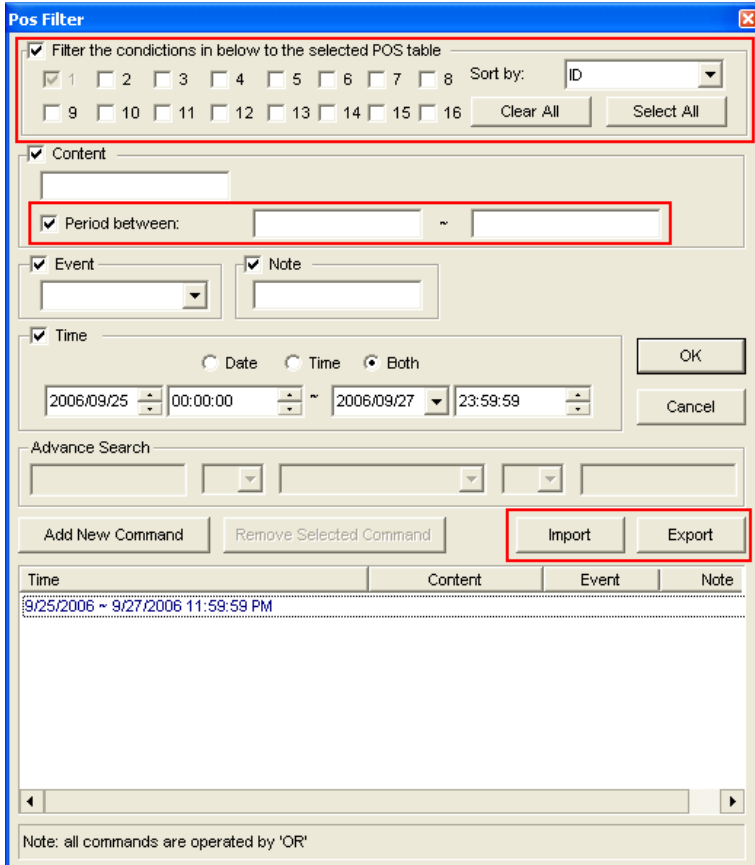 Pos Filter
Filter the condictions in below to the selected POS table
1 2 3 4 5 6 7 8 Sort by: ID
9 10 11 12 13 14 15 16 Clear All Select All
Content
Period between: ~
Event Note
Time
Date Time Both
OK
2006/09/25 00:00:00 ~ 2006/09/27 23:59:59
Cancel
Advance Search
Add New Command Remove Selected Command Import Export
Time Content Event Note
9/25/2006 ~ 9/27/2006 11:59:59 PM
Note: all commands are operated by 'OR'